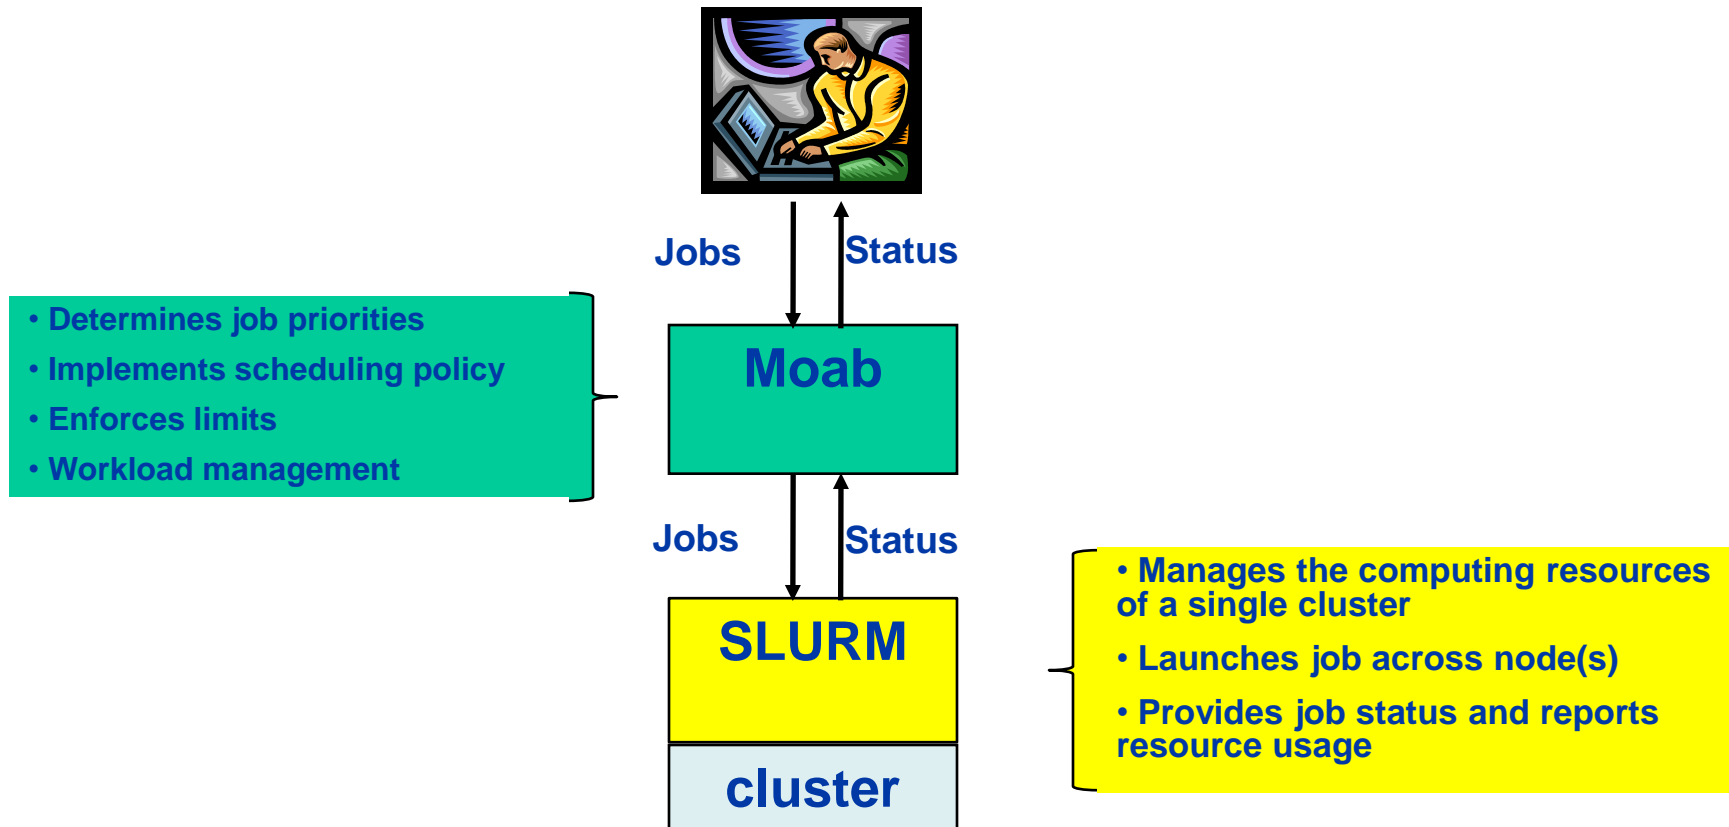 Jobs
Status
• Determines job priorities
• Implements scheduling policy
• Enforces limits
• Workload management
Moab
Jobs
Status
SLURM
• Manages the computing resources
of a single cluster
• Launches job across node(s)
• Provides job status and reports
resource usage
cluster